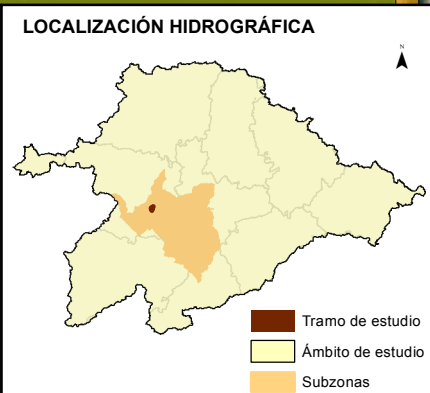 LOCALIZACIÓN HIDROGRÁFICA
N
Tramo de estudio
Ámbito de estudio
Subzonas